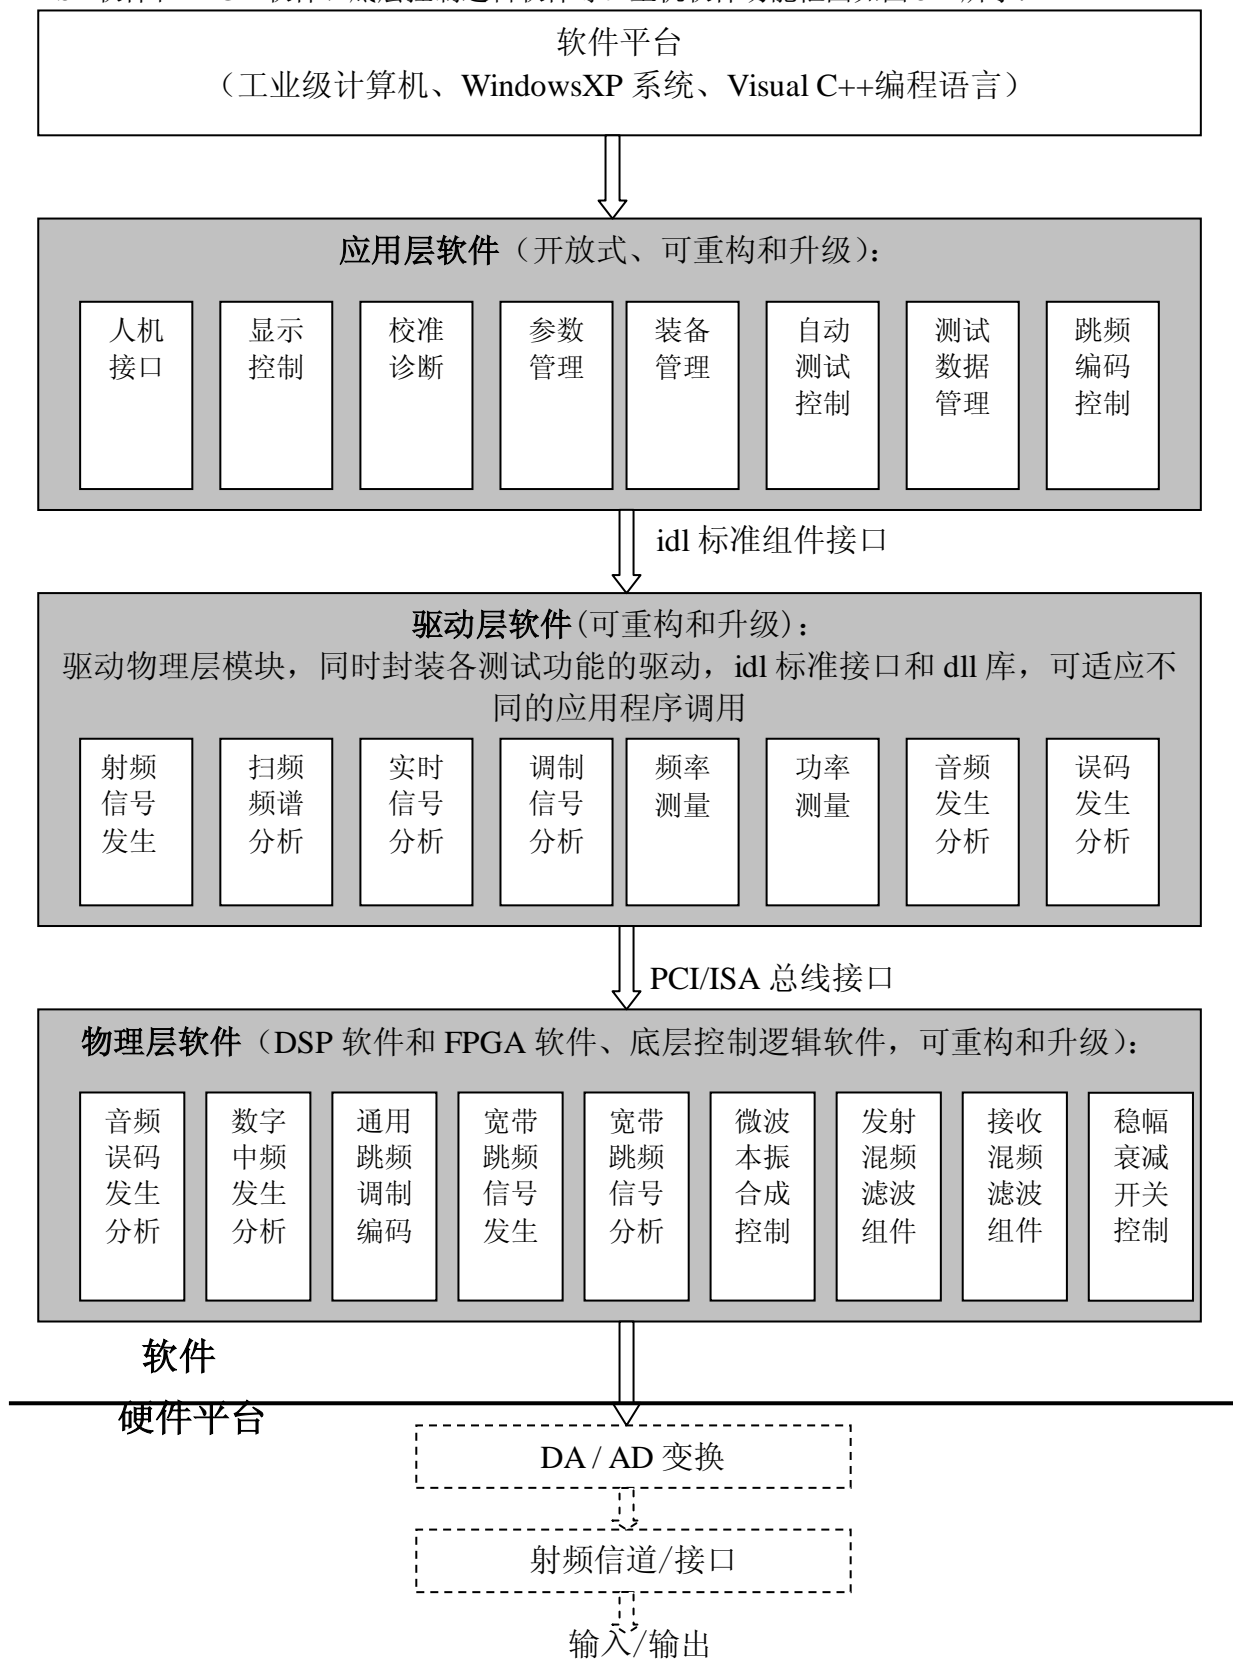 软件平台
（工业级计算机、WindowsXP 系统、Visual C++编程语言）
应用层软件（开放式、可重构和升级）：
人机
接口
显示
控制
校准
诊断
参数
管理
装备
管理
自动
测试
控制
测试
数据
管理
跳频
编码
控制
idl 标准组件接口
驱动层软件(可重构和升级)：
驱动物理层模块，同时封装各测试功能的驱动，idl 标准接口和 dll 库，可适应不
同的应用程序调用
射频
信号
发生
扫频
频谱
分析
实时
信号
分析
调制
信号
分析
频率
测量
功率
测量
音频
发生
分析
误码
发生
分析
PCI/ISA 总线接口
物理层软件（DSP 软件和 FPGA 软件、底层控制逻辑软件，可重构和升级）：
音频
误码
发生
分析
数字
中频
发生
分析
通用
跳频
调制
编码
宽带
跳频
信号
发生
宽带
跳频
信号
分析
微波
本振
合成
控制
发射
混频
滤波
组件
接收
混频
滤波
组件
稳幅
衰减
开关
控制
软件
硬件平台
DA / AD 变换
射频信道/接口
输入/输出